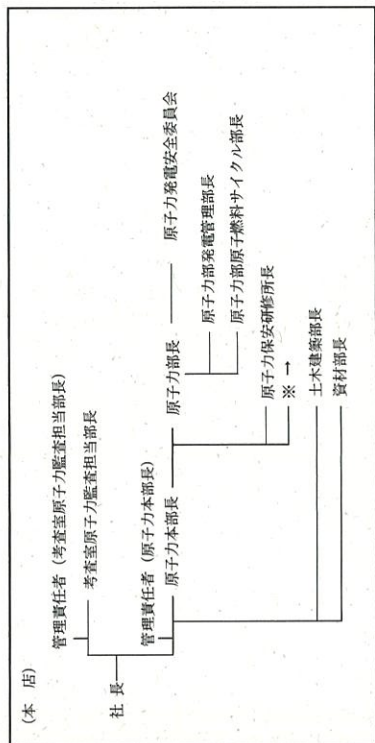 (本 店)
管理責任者(考査室原子力監査担当部長)
考査室原子力監査担当部長
社 長
管理責任者(原子力本部長)
原子力本部長
原子力部長
原子力発電安全委員会
原子力部発電管理部長
原子力部原子燃料サイクル部長
原子力保安研修所長
※→
土木建築部長
資材部長